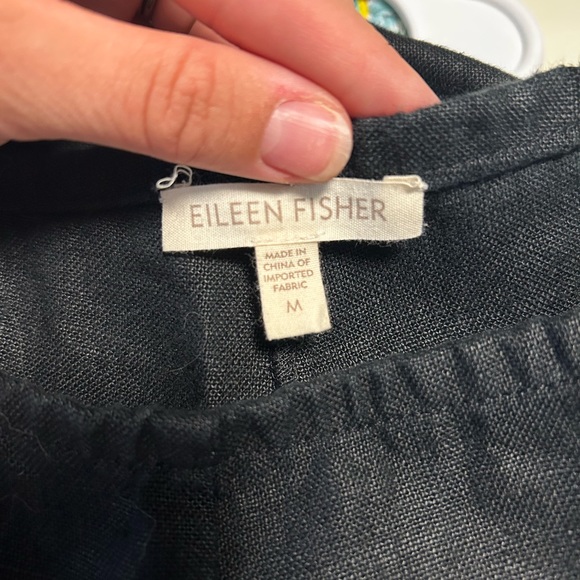 EILEEN FISHER
MADE IN
CHINA OF
IMPORTED
FABRIC
M